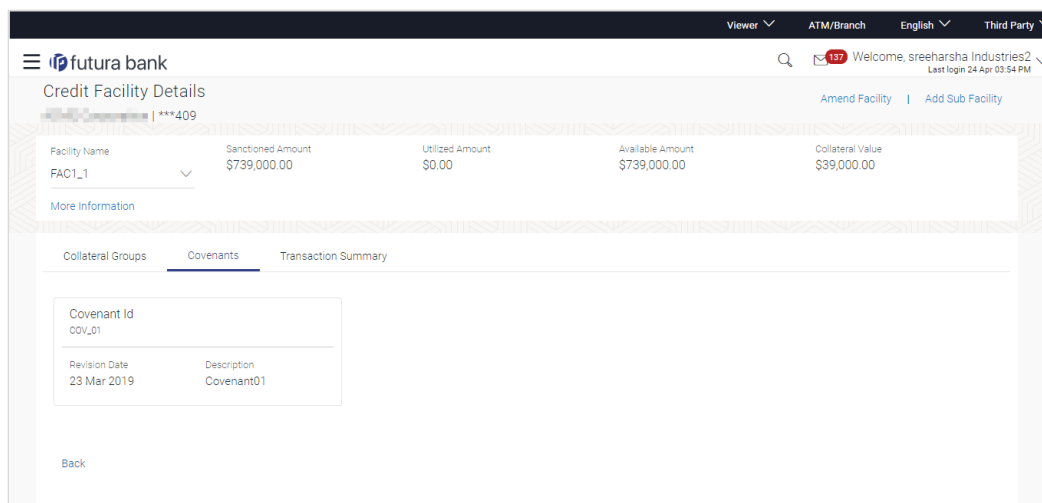 Viewer ATM/Branch English Third Party
futura bank 137 Welcome, sreeharsha Industries2
Last login 24 Apr 03:54 PM
Credit Facility Details
Amend Facility | Add Sub Facility
| ***409
Facility Name Sanctioned Amount Utilized Amount Available Amount Collateral Value
FAC1_1 $739,000.00 $0.00 $739,000.00 $39,000.00
More Information
Collateral Groups Covenants Transaction Summary
Covenant Id
COV_01
Revision Date Description
23 Mar 2019 Covenant01
Back